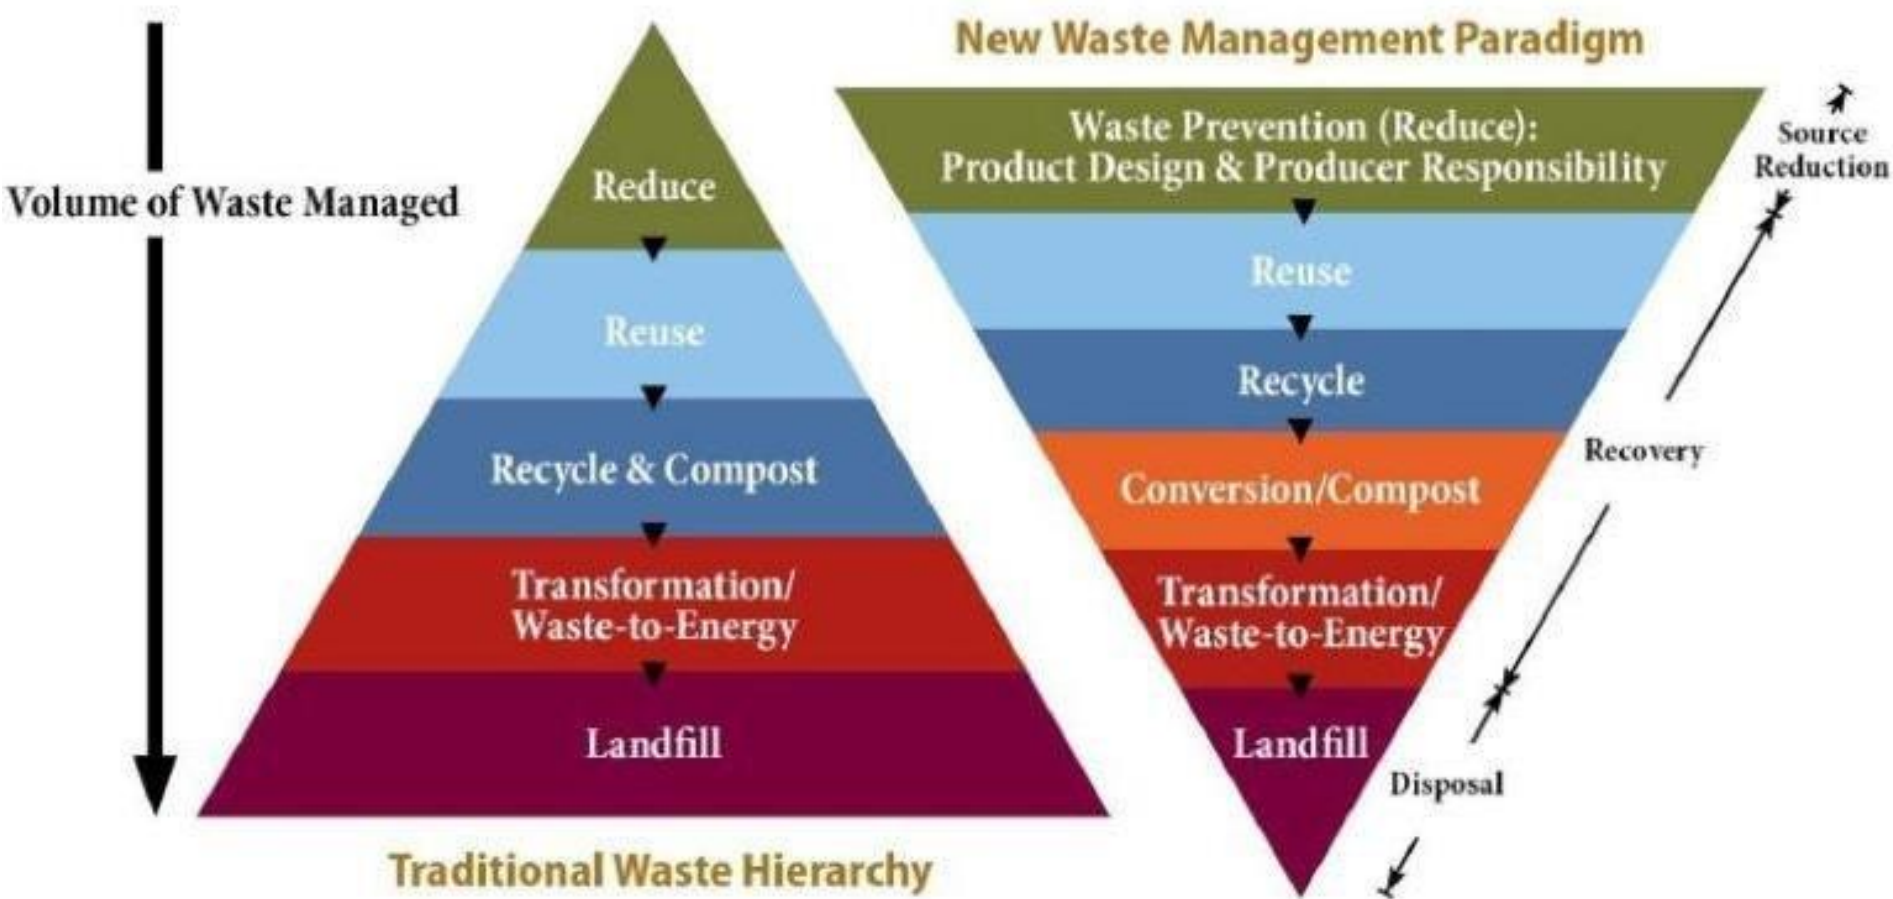 New Waste Management Paradigm
Volume of Waste Managed
Reduce
Reuse
Recycle & Compost
Transformation/
Waste-to-Energy
Landfill
Traditional Waste Hierarchy
Waste Prevention (Reduce):
Product Design & Producer Responsibility
Reuse
Recycle
Conversion/Compost
Transformation/
Waste-to-Energy
Landfill
Source
Reduction
Recovery
Disposal